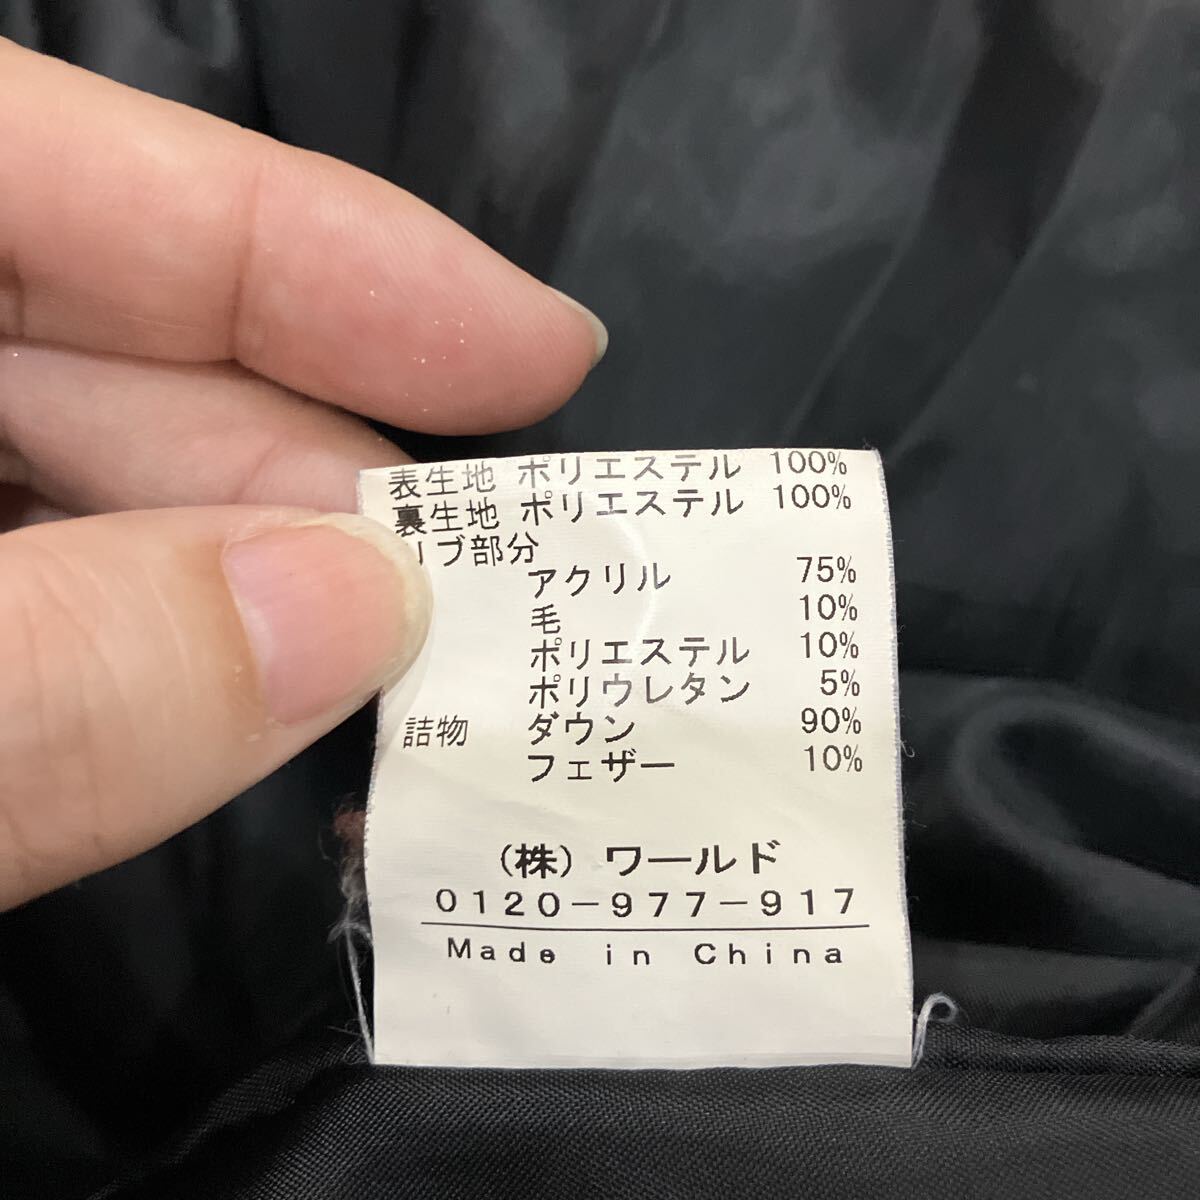 表生地 ポリエステル 100%
裏生地 ポリエステル 100%
リブ部分
アクリル 75%
毛 10%
ポリエステル 10%
ポリウレタン 5%
詰物 ダウン 90%
フェザー 10%
(株) ワールド
0120-977-917
Made in China